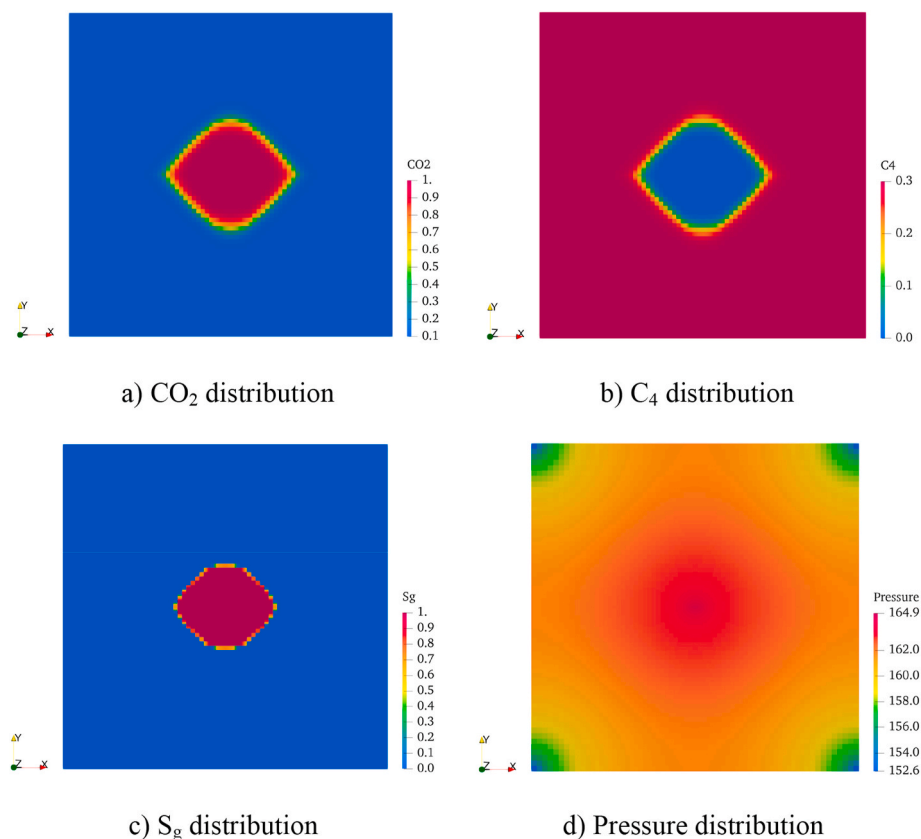 CO2
1.
0.9
0.8
0.7
0.6
0.5
0.4
0.3
0.2
0.1
Y
Z X
C4
0.3
0.2
0.1
0.0
Y
Z X
a) CO₂ distribution
b) C₄ distribution
Sg
1.
0.9
0.8
0.7
0.6
0.5
0.4
0.3
0.2
0.1
0.0
Y
Z X
Pressure
164.9
162.0
160.0
158.0
156.0
154.0
152.6
Y
Z X
c) S<sub>g</sub> distribution
d) Pressure distribution